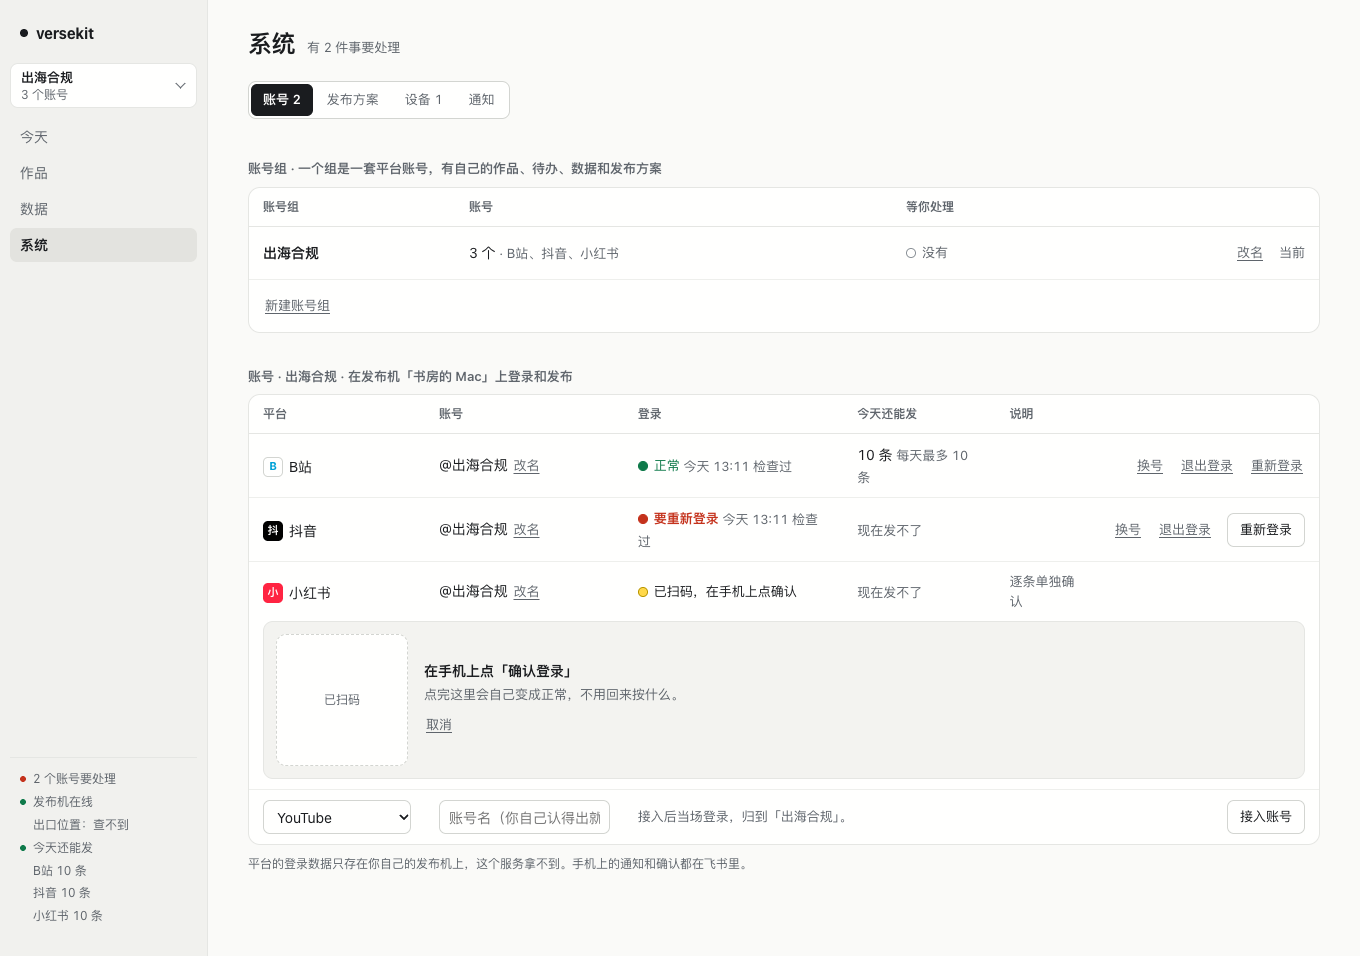 versekit
出海合规
3 个账号
今天
作品
数据
系统
2 个账号要处理
发布机在线
出口位置：查不到
今天还能发
B站 10 条
抖音 10 条
小红书 10 条
系统 有 2 件事要处理
账号 2 发布方案 设备 1 通知
账号组 · 一个组是一套平台账号，有自己的作品、待办、数据和发布方案
账号组 账号 等你处理
出海合规 3 个 · B站、抖音、小红书 没有 改名 当前
新建账号组
账号 · 出海合规 · 在发布机「书房的 Mac」上登录和发布
平台 账号 登录 今天还能发 说明
B B站 @出海合规 改名 正常 今天 13:11 检查过 10 条 每天最多 10
条 换号 退出登录 重新登录
抖 抖音 @出海合规 改名 要重新登录 今天 13:11 检查
过 现在发不了 换号 退出登录 重新登录
小 小红书 @出海合规 改名 已扫码，在手机上点确认 现在发不了 逐条单独确
认
已扫码
在手机上点「确认登录」
点完这里会自己变成正常，不用回来按什么。
取消
YouTube 账号名（你自己认得出就 接入后当场登录，归到「出海合规」。 接入账号
平台的登录数据只存在你自己的发布机上，这个服务拿不到。手机上的通知和确认都在飞书里。